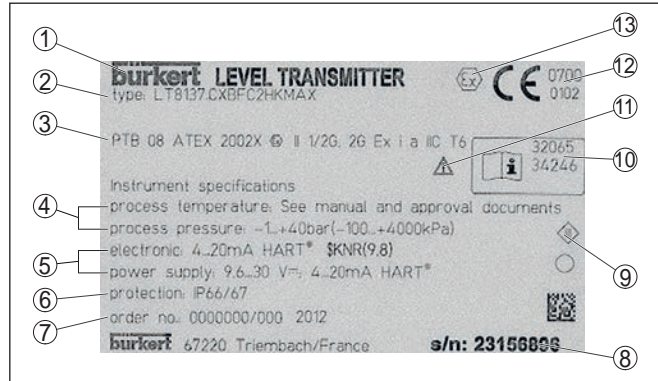 ① burkert LEVEL TRANSMITTER Ex ⑬
CE 0700 ⑫
0102
② type: LT8137.CXBFC2HKMAX
⑪
③ PTB 08 ATEX 2002X Ex II 1/2G, 2G Ex i a IIC T6
32065
34246 ⑩
i
Instrument specifications
④ process temperature: See manual and approval documents
process pressure: -1...+40bar(-100...+4000kPa)
⑤ electronic: 4...20mA HART® $KNR(9.8)
power supply: 9.6...30 V⎓, 4...20mA HART®
⑨
⑥ protection: IP66/67
⑦ order no.: 0000000/000 2012
burkert 67220 Triembach/France s/n: 23156896 ⑧